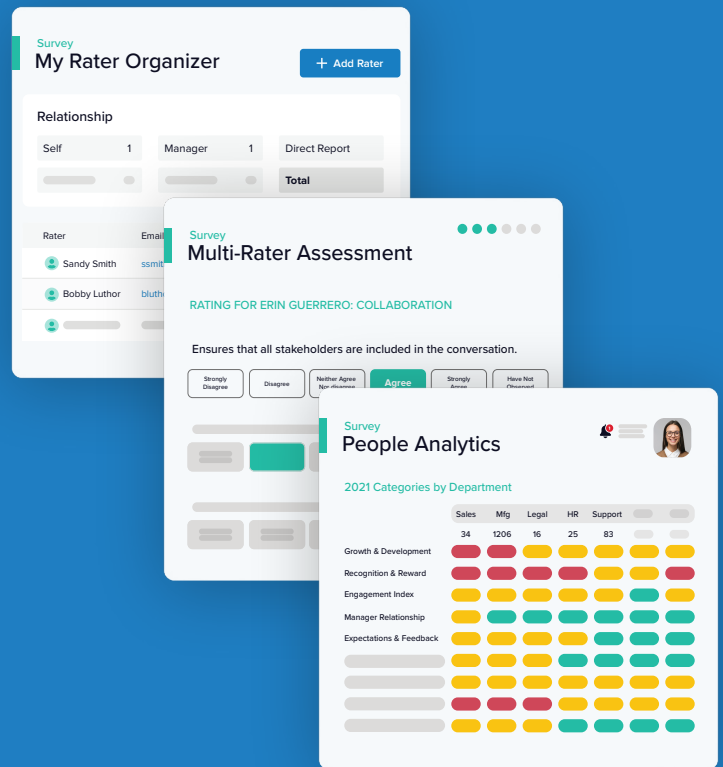 Survey
My Rater Organizer
+ Add Rater
Relationship
Self 1 Manager 1 Direct Report
Total
Rater Email
Sandy Smith ssmit
Bobby Luthor bluth
Survey
Multi-Rater Assessment
RATING FOR ERIN GUERRERO: COLLABORATION
Ensures that all stakeholders are included in the conversation.
Strongly Disagree Disagree Neither Agree Nor disagree Agree Strongly Agree Have Not Observed
Survey
People Analytics
2021 Categories by Department
Sales Mfg Legal HR Support
34 1206 16 25 83
Growth & Development
Recognition & Reward
Engagement Index
Manager Relationship
Expectations & Feedback